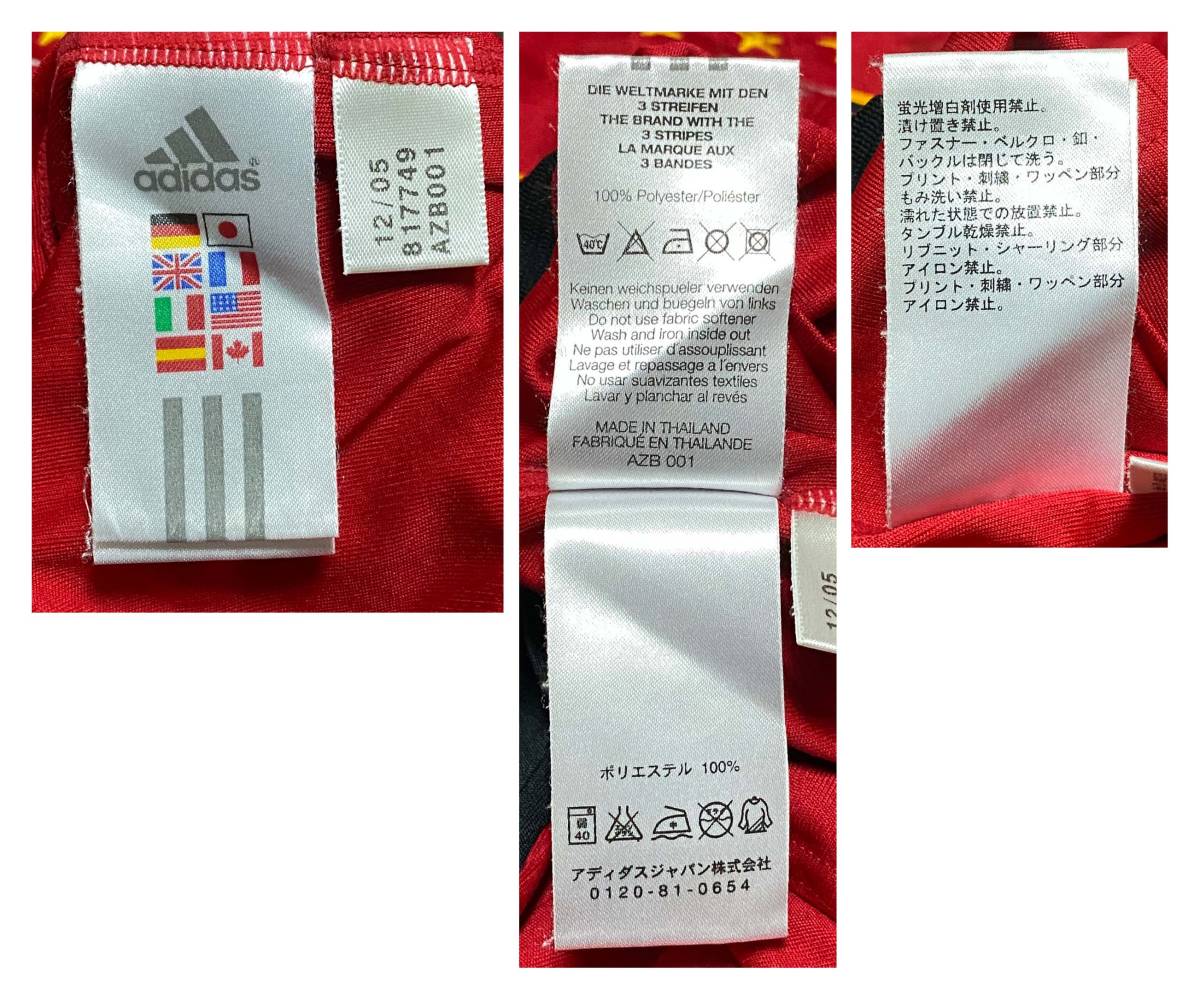 adidas®
12/05
817749
AZB001
DIE WELTMARKE MIT DEN
3 STREIFEN
THE BRAND WITH THE
3 STRIPES
LA MARQUE AUX
3 BANDES
100% Polyester/Poliéster
40°C
Keinen weichspueler verwenden
Waschen und buegeln von links
Do not use fabric softener
Wash and Iron inside out
Ne pas utiliser d'assouplissant
Lavage et repassage a l'envers
No usar suavizantes textiles
Lavar y planchar al revés
MADE IN THAILAND
FABRIQUÉ EN THAILANDE
AZB 001
12/05
ポリエステル 100%
弱
40
中
アディダスジャパン株式会社
0120-81-0654
蛍光増白剤使用禁止。
漬け置き禁止。
ファスナー・ベルクロ・釦・
バックルは閉じて洗う。
プリント・刺繍・ワッペン部分
もみ洗い禁止。
濡れた状態での放置禁止。
タンブル乾燥禁止。
リブニット・シャーリング部分
アイロン禁止。
プリント・刺繍・ワッペン部分
アイロン禁止。